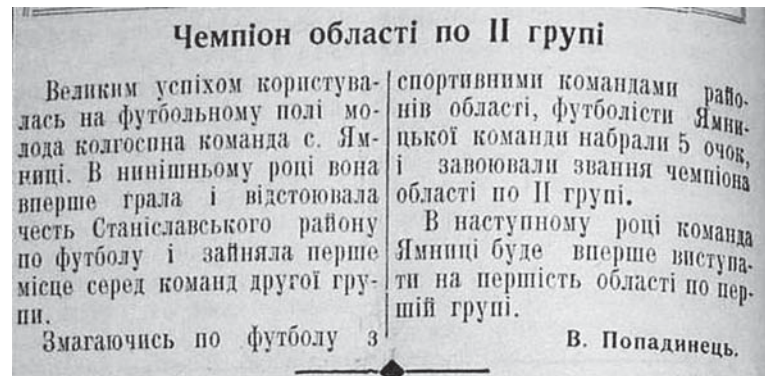 Чемпіон області по II групі
Великим успіхом користува-
лась на футбольному полі мо-
лода колгоспна команда с. Ям-
ниці. В нинішньому році вона
вперше грала і відстоювала
честь Станіславського району
по футболу і зайняла перше
місце серед команд другої гру-
пи.
Змагаючись по футболу з
спортивними командами райо-
нів області, футболісти Ямни-
цької команди набрали 5 очок,
і завоювали звання чемпіона
області по II групі.
В наступному році команда
Ямниці буде вперше виступа-
ти на першість області по пер-
шій групі.
В. Попадинець.